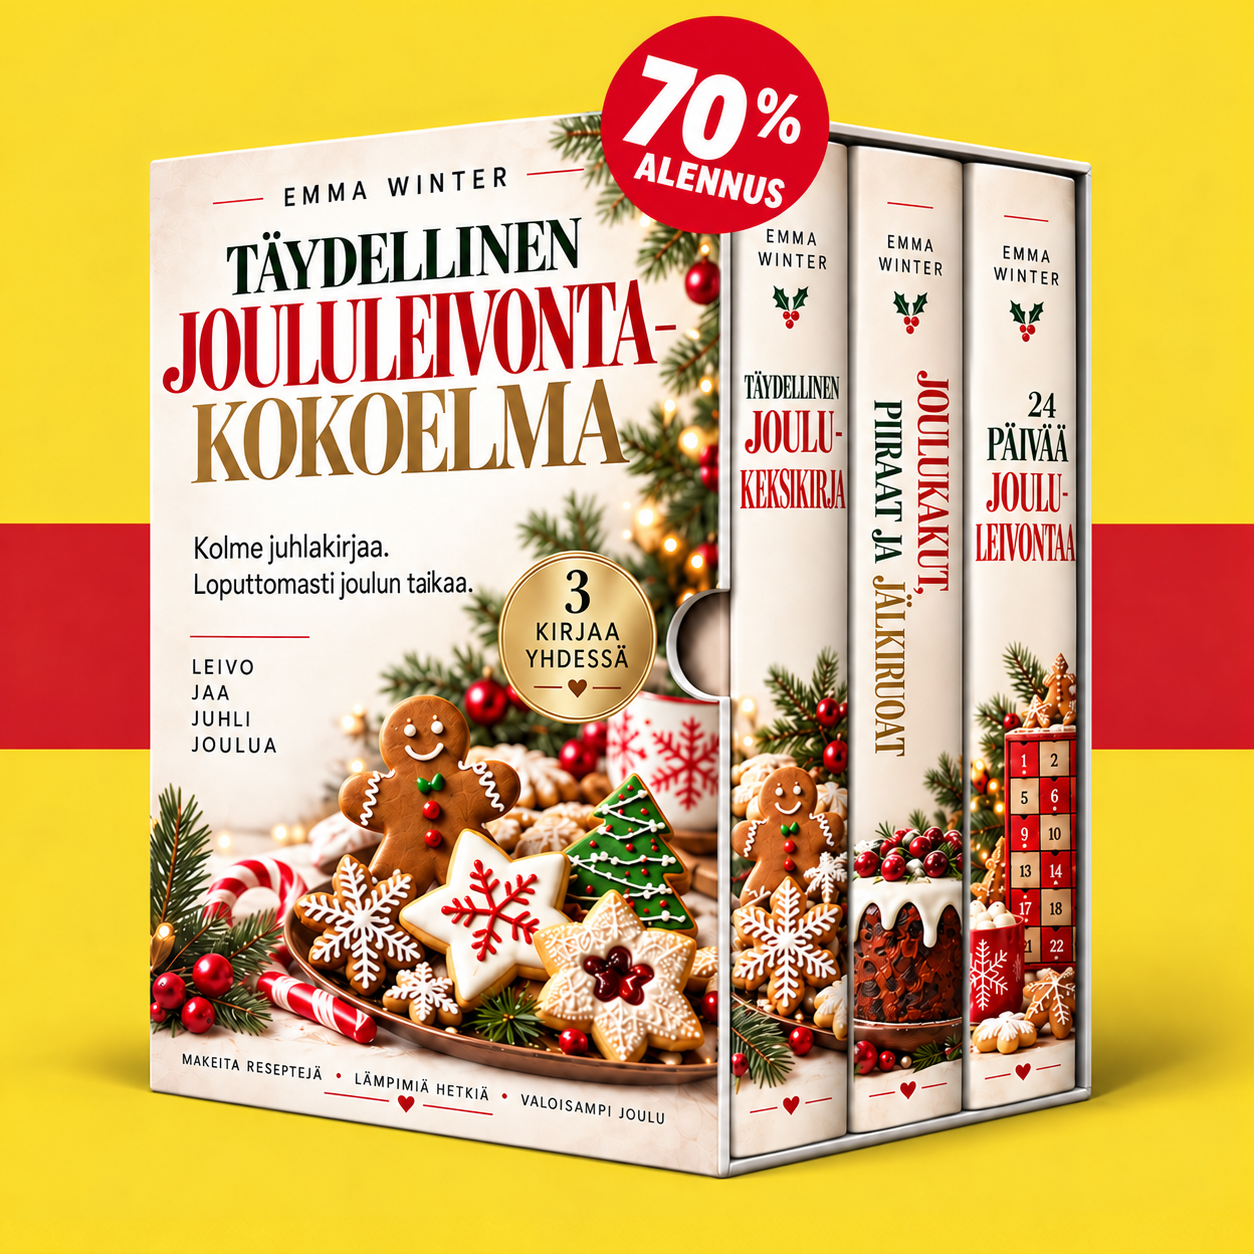 70%
ALENNUS
EMMA WINTER
TÄYDELLINEN
JOULULEIVONTA-
KOKOELMA
Kolme juhlakirjaa.
Loputtomasti joulun taikaa.
3
KIRJAA
YHDESSÄ
LEIVO
JAA
JUHLI
JOULUA
MAKEITA RESEPTEJÄ • LÄMPIMIÄ HETKIÄ • VALOISAMPI JOULU
EMMA
WINTER
TÄYDELLINEN
JOULU-
KEKSIKIRJA
EMMA
WINTER
JOULUKAKUT,
PIIRAAT JA JÄLKIRUOAT
EMMA
WINTER
24
PÄIVÄÄ
JOULU-
LEIVONTAA
1 2
5 6
9 10
13 14
17 18
21 22